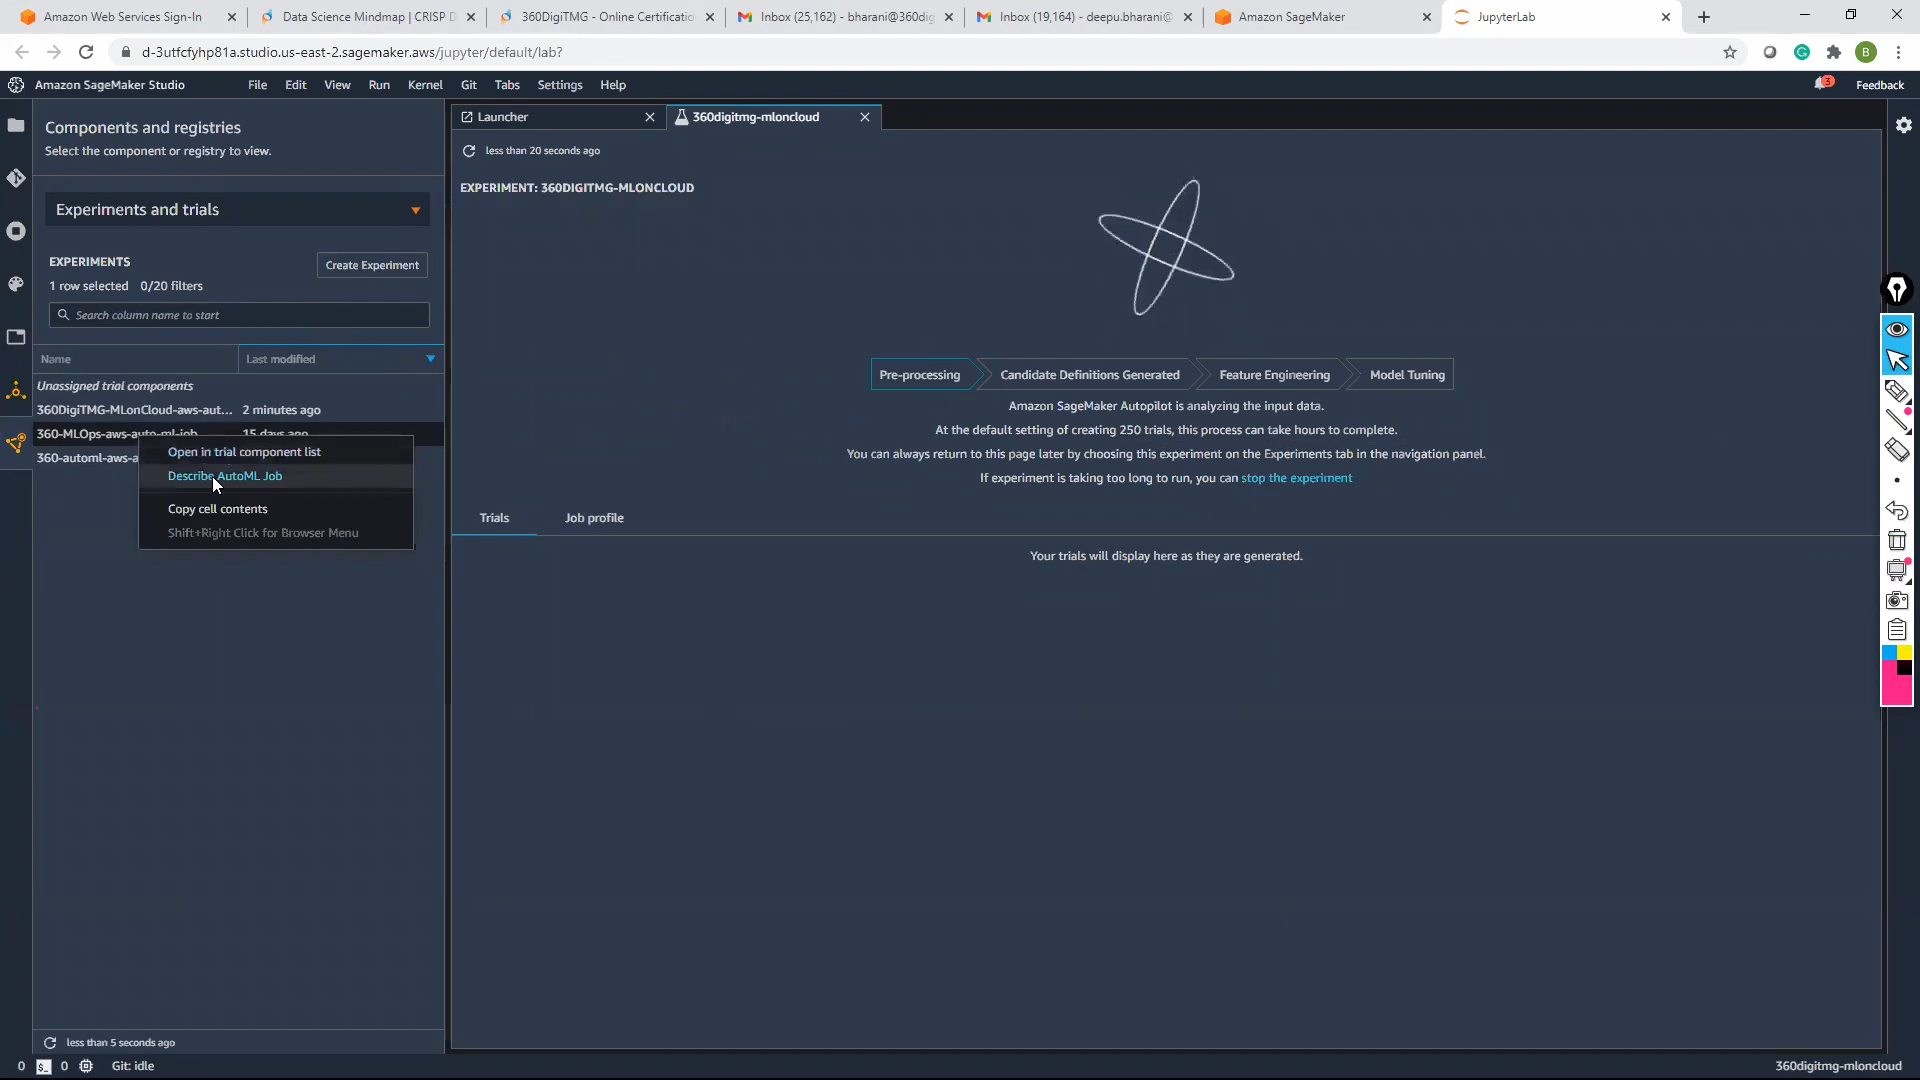 Amazon Web Services Sign-In
Data Science Mindmap | CRISP D
360DigiTMG - Online Certificatio
Inbox (25,162) - bharani@360dig
Inbox (19,164) - deepu.bharani@
Amazon SageMaker
JupyterLab
d-3utfcfyhp81a.studio.us-east-2.sagemaker.aws/jupyter/default/lab?
B
Amazon SageMaker Studio
File Edit View Run Kernel Git Tabs Settings Help
3
Feedback
Components and registries
Select the component or registry to view.
Experiments and trials
EXPERIMENTS
Create Experiment
1 row selected 0/20 filters
Search column name to start
Name Last modified
Unassigned trial components
360DigiTMG-MLonCloud-aws-aut... 2 minutes ago
360-MLOps-aws-auto-ml-job 15 days ago
360-automl-aws-a
Open in trial component list
Describe AutoML Job
Copy cell contents
Shift+Right Click for Browser Menu
less than 5 seconds ago
Launcher
360digitmg-mloncloud
less than 20 seconds ago
EXPERIMENT: 360DIGITMG-MLONCLOUD
Pre-processing Candidate Definitions Generated Feature Engineering Model Tuning
Amazon SageMaker Autopilot is analyzing the input data.
At the default setting of creating 250 trials, this process can take hours to complete.
You can always return to this page later by choosing this experiment on the Experiments tab in the navigation panel.
If experiment is taking too long to run, you can stop the experiment
Trials Job profile
Your trials will display here as they are generated.
0 $_ 0 Git: idle
360digitmg-mloncloud